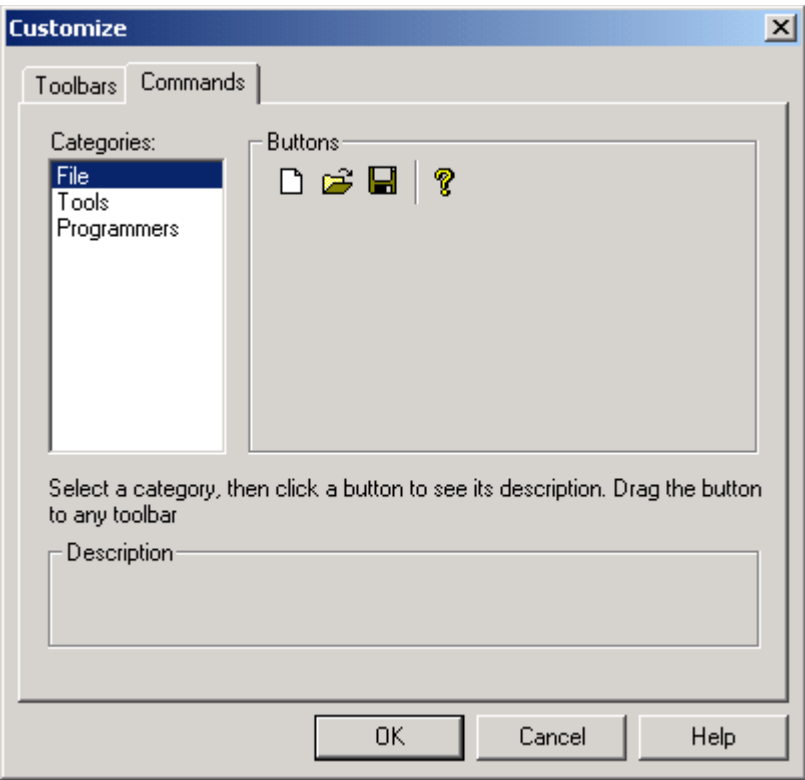 Customize
Toolbars
Commands
Categories:
File
Tools
Programmers
Buttons
Select a category, then click a button to see its description. Drag the button
to any toolbar
Description
OK
Cancel
Help